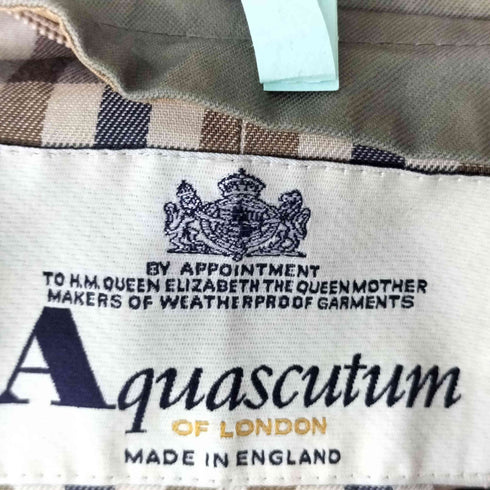 BY APPOINTMENT
TO H.M. QUEEN ELIZABETH THE QUEEN MOTHER
MAKERS OF WEATHERPROOF GARMENTS
Aquascutum
OF LONDON
MADE IN ENGLAND